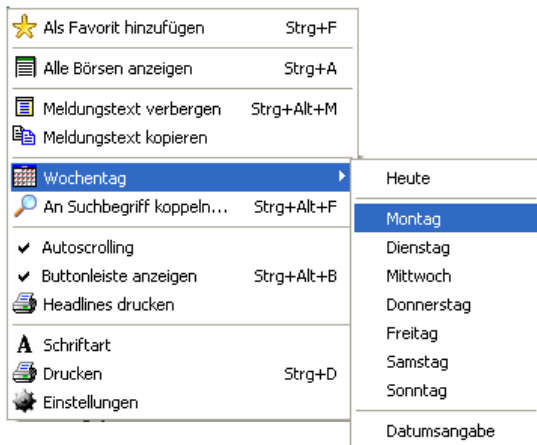 Als Favorit hinzufügen Strg+F
Alle Börsen anzeigen Strg+A
Meldungstext verbergen Strg+Alt+M
Meldungstext kopieren
Wochentag
An Suchbegriff koppeln... Strg+Alt+F
Autoscrolling
Buttonleiste anzeigen Strg+Alt+B
Headlines drucken
Schriftart
Drucken Strg+D
Einstellungen
Heute
Montag
Dienstag
Mittwoch
Donnerstag
Freitag
Samstag
Sonntag
Datumsangabe